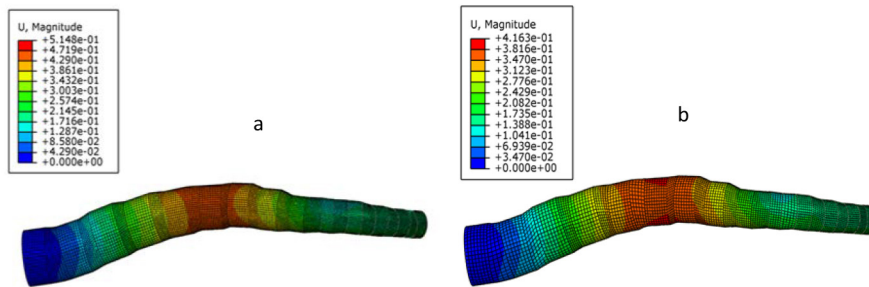 U, Magnitude
+5.148e-01
+4.719e-01
+4.290e-01
+3.861e-01
+3.432e-01
+3.003e-01
+2.574e-01
+2.145e-01
+1.716e-01
+1.287e-01
+8.580e-02
+4.290e-02
+0.000e+00
a
U, Magnitude
+4.163e-01
+3.816e-01
+3.470e-01
+3.123e-01
+2.776e-01
+2.429e-01
+2.082e-01
+1.735e-01
+1.388e-01
+1.041e-01
+6.939e-02
+3.470e-02
+0.000e+00
b